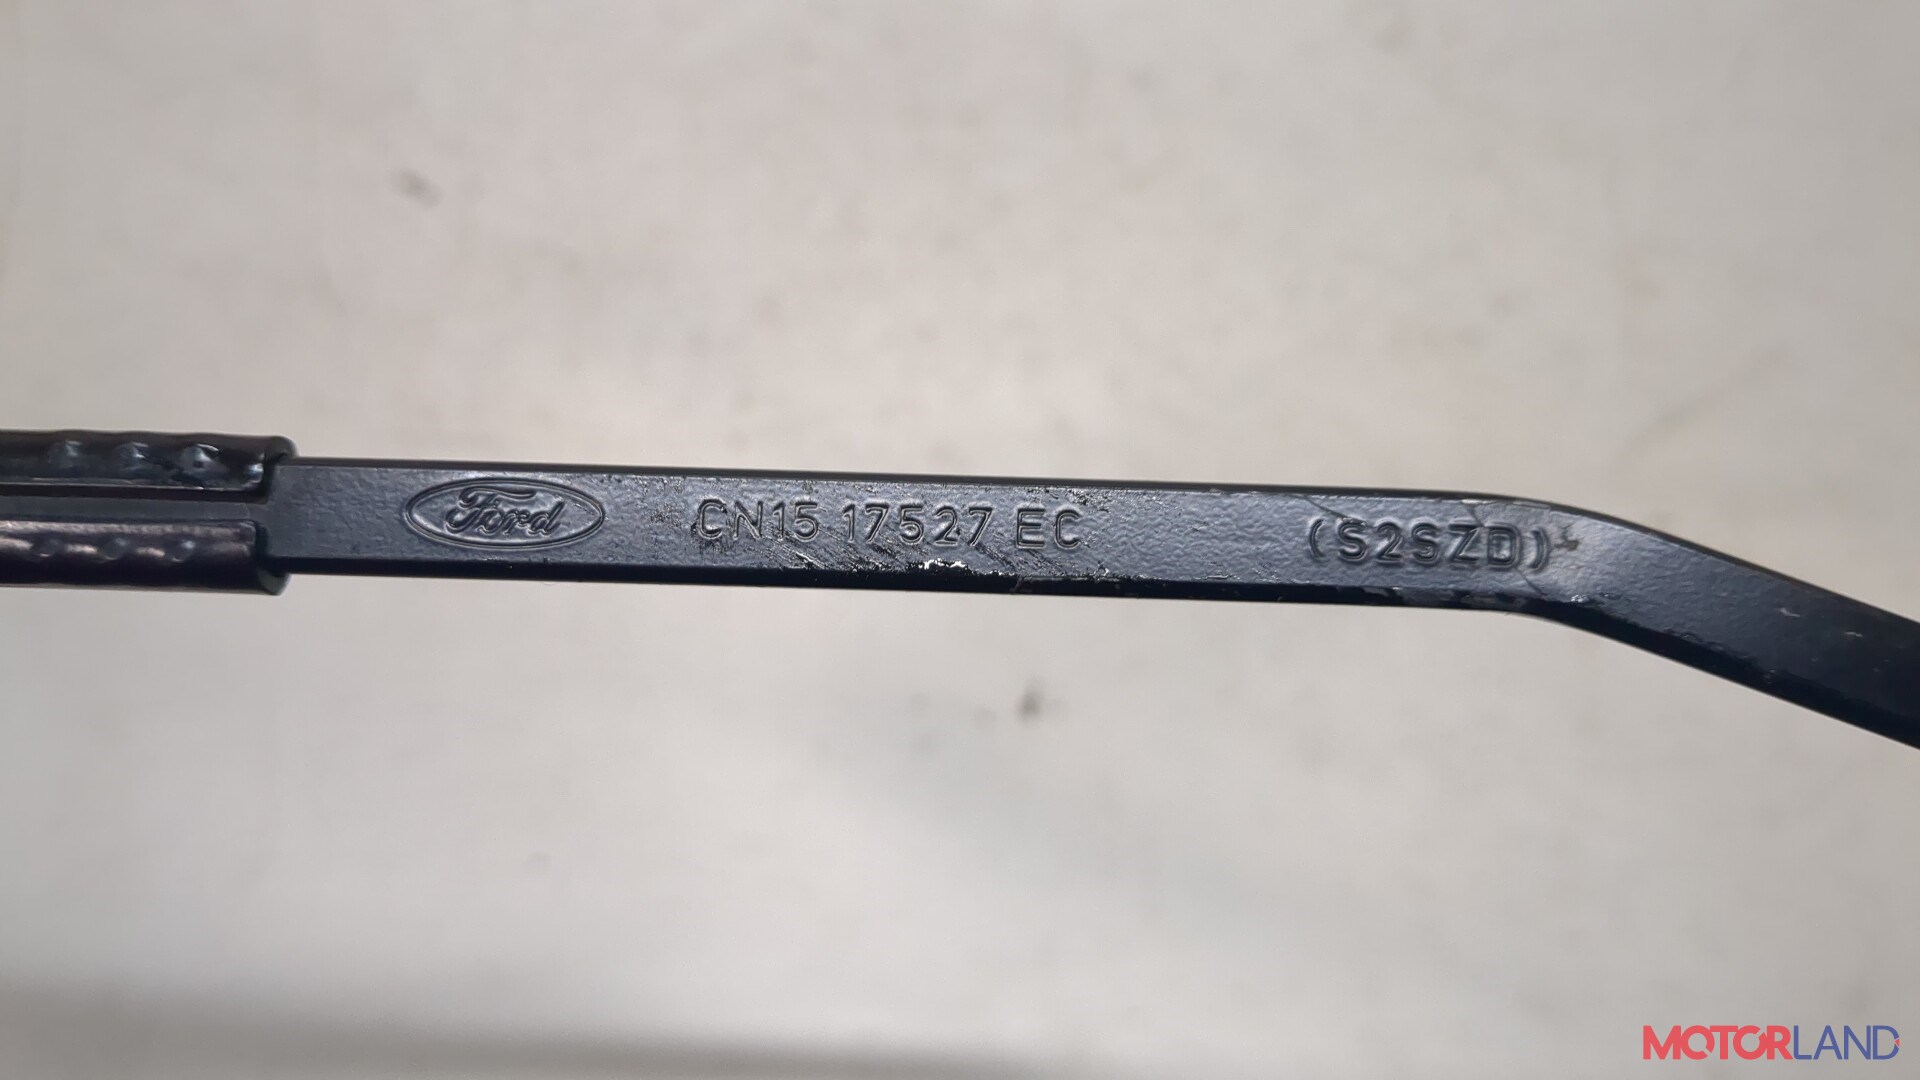 Ford CN15 17527 EC (S2SZD)
MOTORLAND